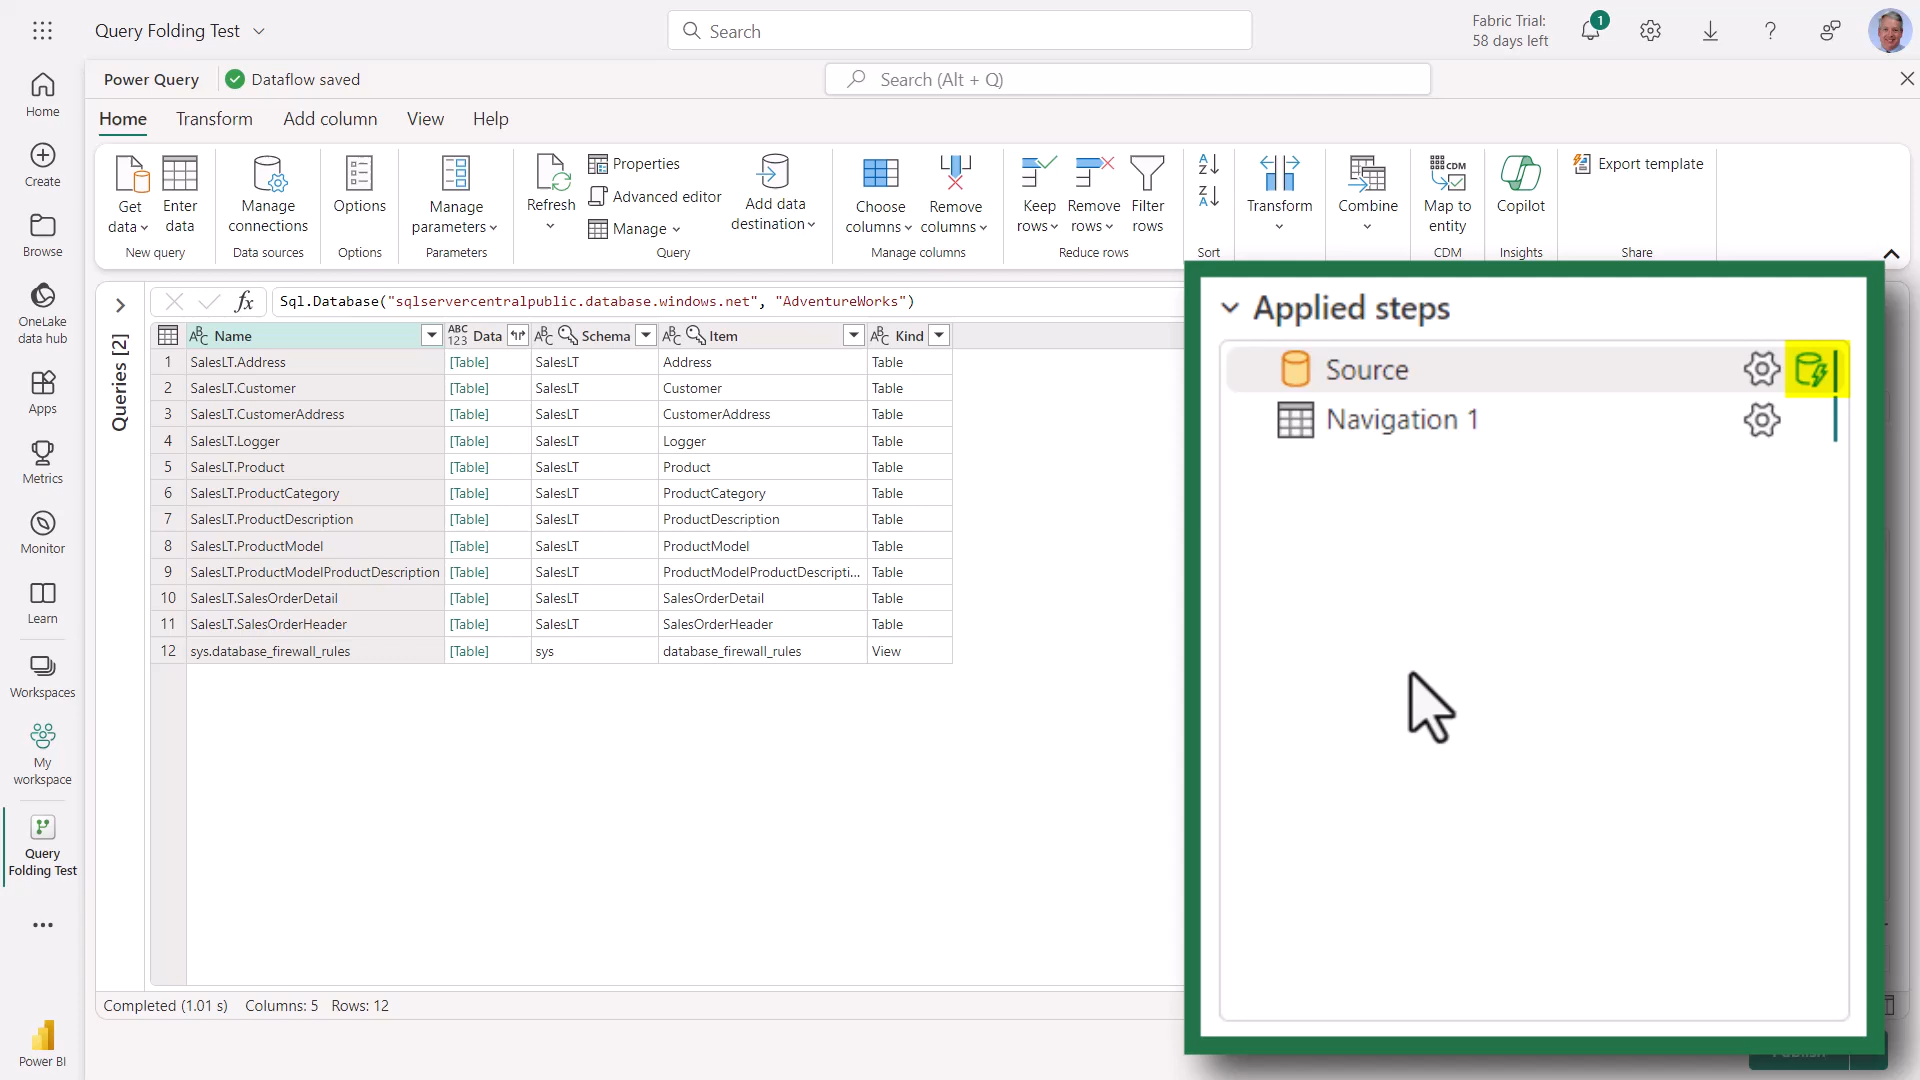 Query Folding Test
Search
Fabric Trial:
58 days left
1
Power Query
Dataflow saved
Search (Alt + Q)
Home
Transform
Add column
View
Help
Get data
Enter data
New query
Manage connections
Data sources
Options
Options
Manage parameters
Parameters
Refresh
Properties
Advanced editor
Manage
Query
Add data destination
Choose columns
Remove columns
Manage columns
Keep rows
Remove rows
Filter rows
Reduce rows
Sort
Transform
Combine
CDM
Map to entity
CDM
Copilot
Insights
Export template
Share
Home
Create
Browse
OneLake data hub
Apps
Metrics
Monitor
Learn
Workspaces
My workspace
Query Folding Test
Power BI
Queries [2]
fx
Sql.Database("sqlservercentralpublic.database.windows.net", "AdventureWorks")
Name ABC 123 Data Schema Item Kind
1 SalesLT.Address [Table] SalesLT Address Table
2 SalesLT.Customer [Table] SalesLT Customer Table
3 SalesLT.CustomerAddress [Table] SalesLT CustomerAddress Table
4 SalesLT.Logger [Table] SalesLT Logger Table
5 SalesLT.Product [Table] SalesLT Product Table
6 SalesLT.ProductCategory [Table] SalesLT ProductCategory Table
7 SalesLT.ProductDescription [Table] SalesLT ProductDescription Table
8 SalesLT.ProductModel [Table] SalesLT ProductModel Table
9 SalesLT.ProductModelProductDescription [Table] SalesLT ProductModelProductDescripti... Table
10 SalesLT.SalesOrderDetail [Table] SalesLT SalesOrderDetail Table
11 SalesLT.SalesOrderHeader [Table] SalesLT SalesOrderHeader Table
12 sys.database_firewall_rules [Table] sys database_firewall_rules View
Applied steps
Source
Navigation 1
Completed (1.01 s) Columns: 5 Rows: 12